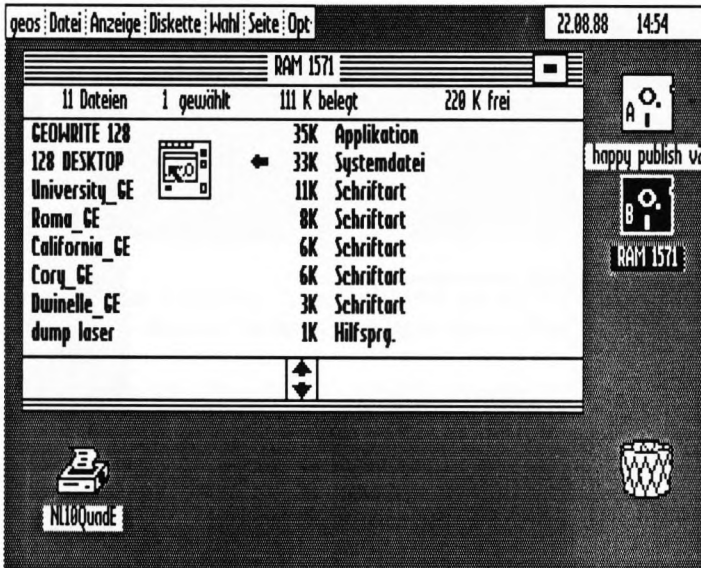 geos Datei Anzeige Diskette Wahl Seite Opt
22.08.88 14:54
RAM 1571
11 Dateien 1 gewählt 111 K belegt 220 K frei
GEOWRITE 128 35K Applikation
128 DESKTOP 33K Systemdatei
University_GE 11K Schriftart
Roma_GE 8K Schriftart
California_GE 6K Schriftart
Cory_GE 6K Schriftart
Dwinelle_GE 3K Schriftart
dump laser 1K Hilfsprg.
A
happy publish
B
RAM 1571
NL10QuadE